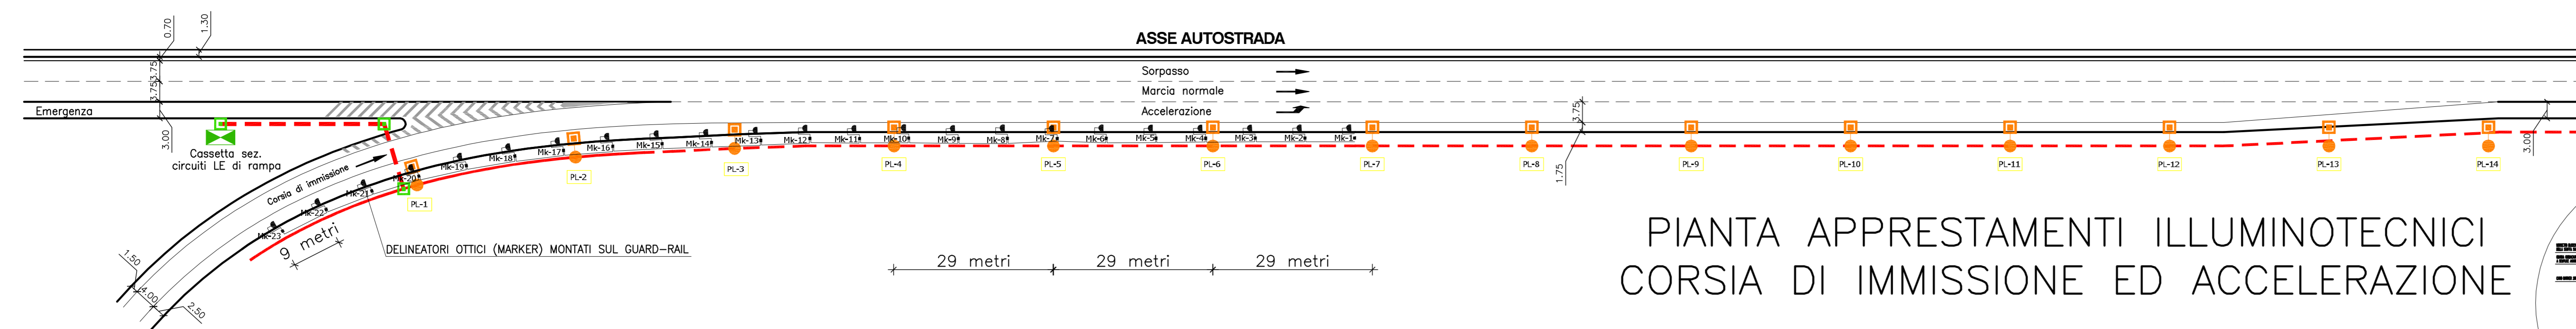 0.70
1.30
ASSE AUTOSTRADA
3.75
3.75
Sorpasso
Marcia normale
Accelerazione
Emergenza
3.00
3.75
1.75
3.00
Cassetta sez.
circuiti LE di rampa
Corsia di immissione
Mk-23
Mk-22
Mk-21
Mk-20
Mk-19
Mk-18
Mk-17
Mk-16
Mk-15
Mk-14
Mk-13
Mk-12
Mk-11
Mk-10
Mk-9
Mk-8
Mk-7
Mk-6
Mk-5
Mk-4
Mk-3
Mk-2
Mk-1
PL-1
PL-2
PL-3
PL-4
PL-5
PL-6
PL-7
PL-8
PL-9
PL-10
PL-11
PL-12
PL-13
PL-14
9 metri
DELINEATORI OTTICI (MARKER) MONTATI SUL GUARD-RAIL
1.50
4.00
2.50
29 metri
29 metri
29 metri
PIANTA APPRESTAMENTI ILLUMINOTECNICI
CORSIA DI IMMISSIONE ED ACCELERAZIONE